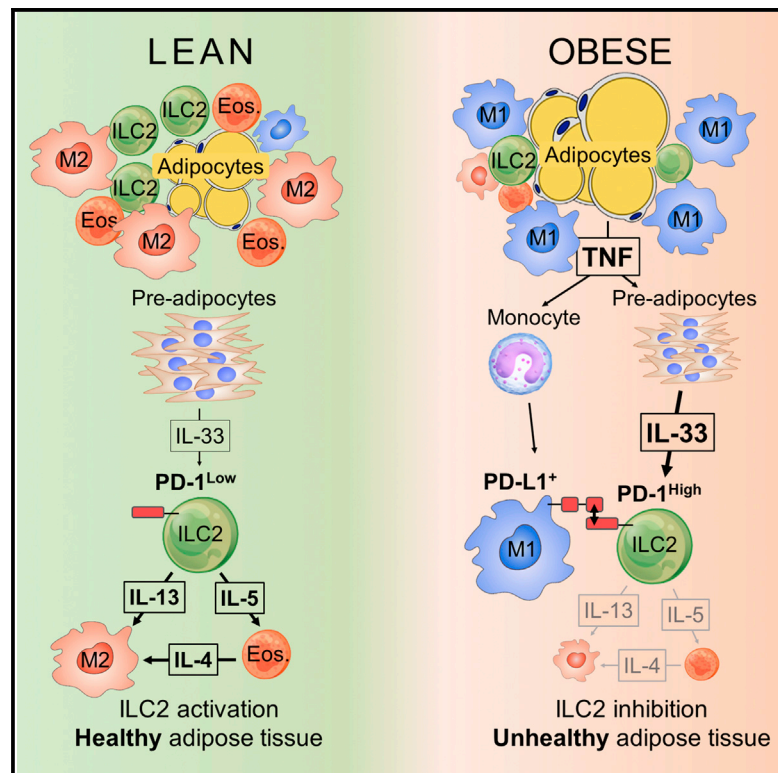 LEAN
ILC2
ILC2
Eos.
M2
ILC2
Adipocytes
M2
Eos.
M2
Eos.
Pre-adipocytes
IL-33
PD-1Low
ILC2
IL-13
IL-5
M2
IL-4
Eos.
ILC2 activation
Healthy adipose tissue
OBESE
M1
M1
ILC2
Adipocytes
M1
M1
TNF
Monocyte
Pre-adipocytes
IL-33
PD-L1+
PD-1High
M1
ILC2
IL-13
IL-5
IL-4
ILC2 inhibition
Unhealthy adipose tissue